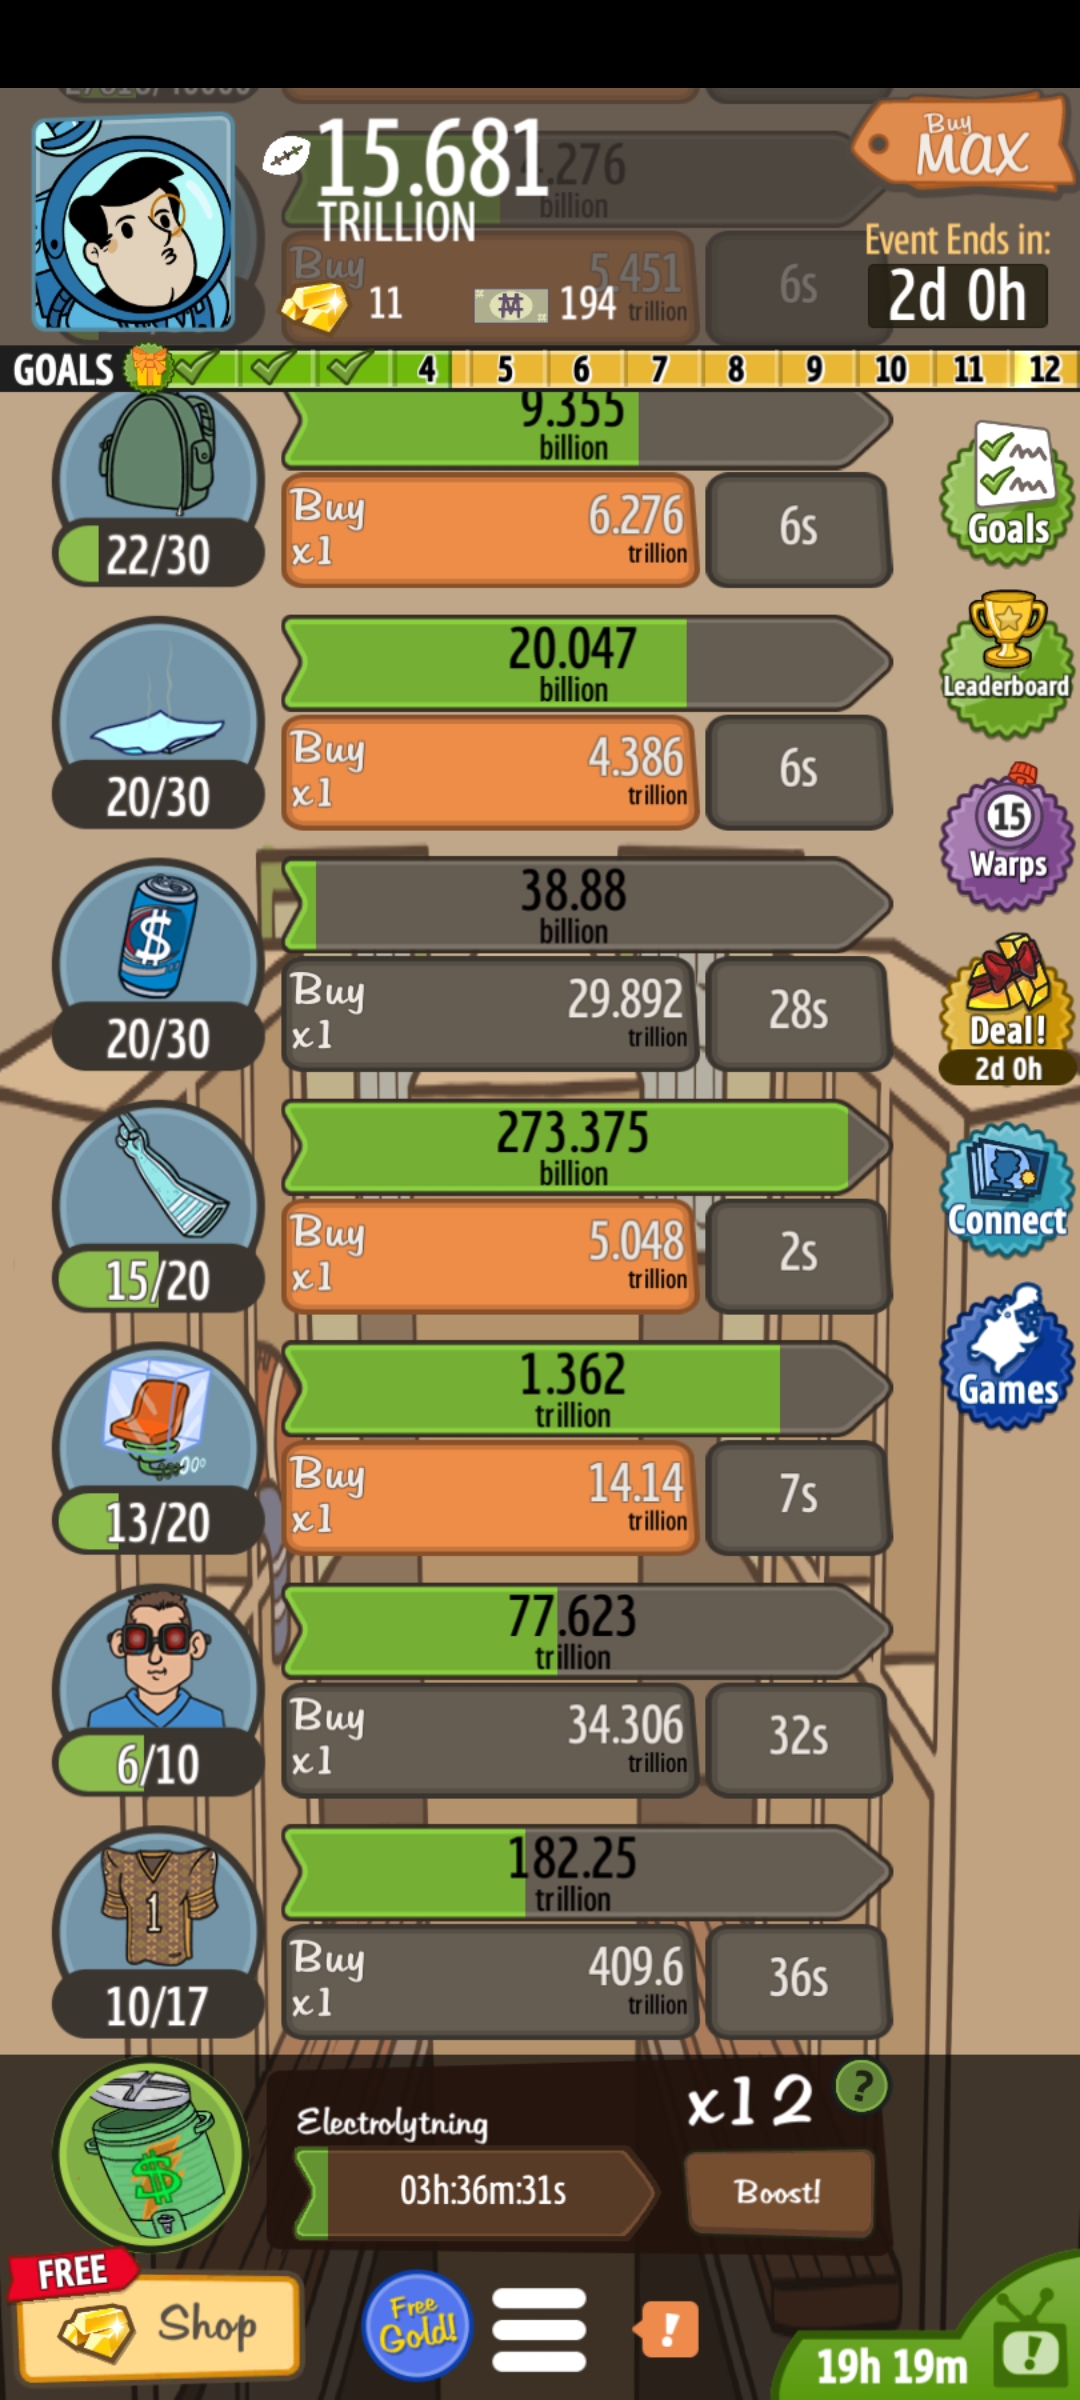 15.681
TRILLION
.276
billion
Buy
MAX
Event Ends in:
2d 0h
Buy
5.451
trillion
6s
11
194
GOALS
4
5
6
7
8
9
10
11
12
9.355
billion
22/30
Buy
x1
6.276
trillion
6s
Goals
20.047
billion
20/30
Buy
x1
4.386
trillion
6s
Leaderboard
15
Warps
38.88
billion
$
20/30
Buy
x1
29.892
trillion
28s
Deal!
2d 0h
273.375
billion
15/20
Buy
x1
5.048
trillion
2s
Connect
1.362
trillion
13/20
Buy
x1
14.14
trillion
7s
Games
77.623
trillion
6/10
Buy
x1
34.306
trillion
32s
182.25
trillion
1
10/17
Buy
x1
409.6
trillion
36s
$
Electrolytning
x12
?
03h:36m:31s
Boost!
FREE
Shop
Free
Gold!
!
19h 19m
!